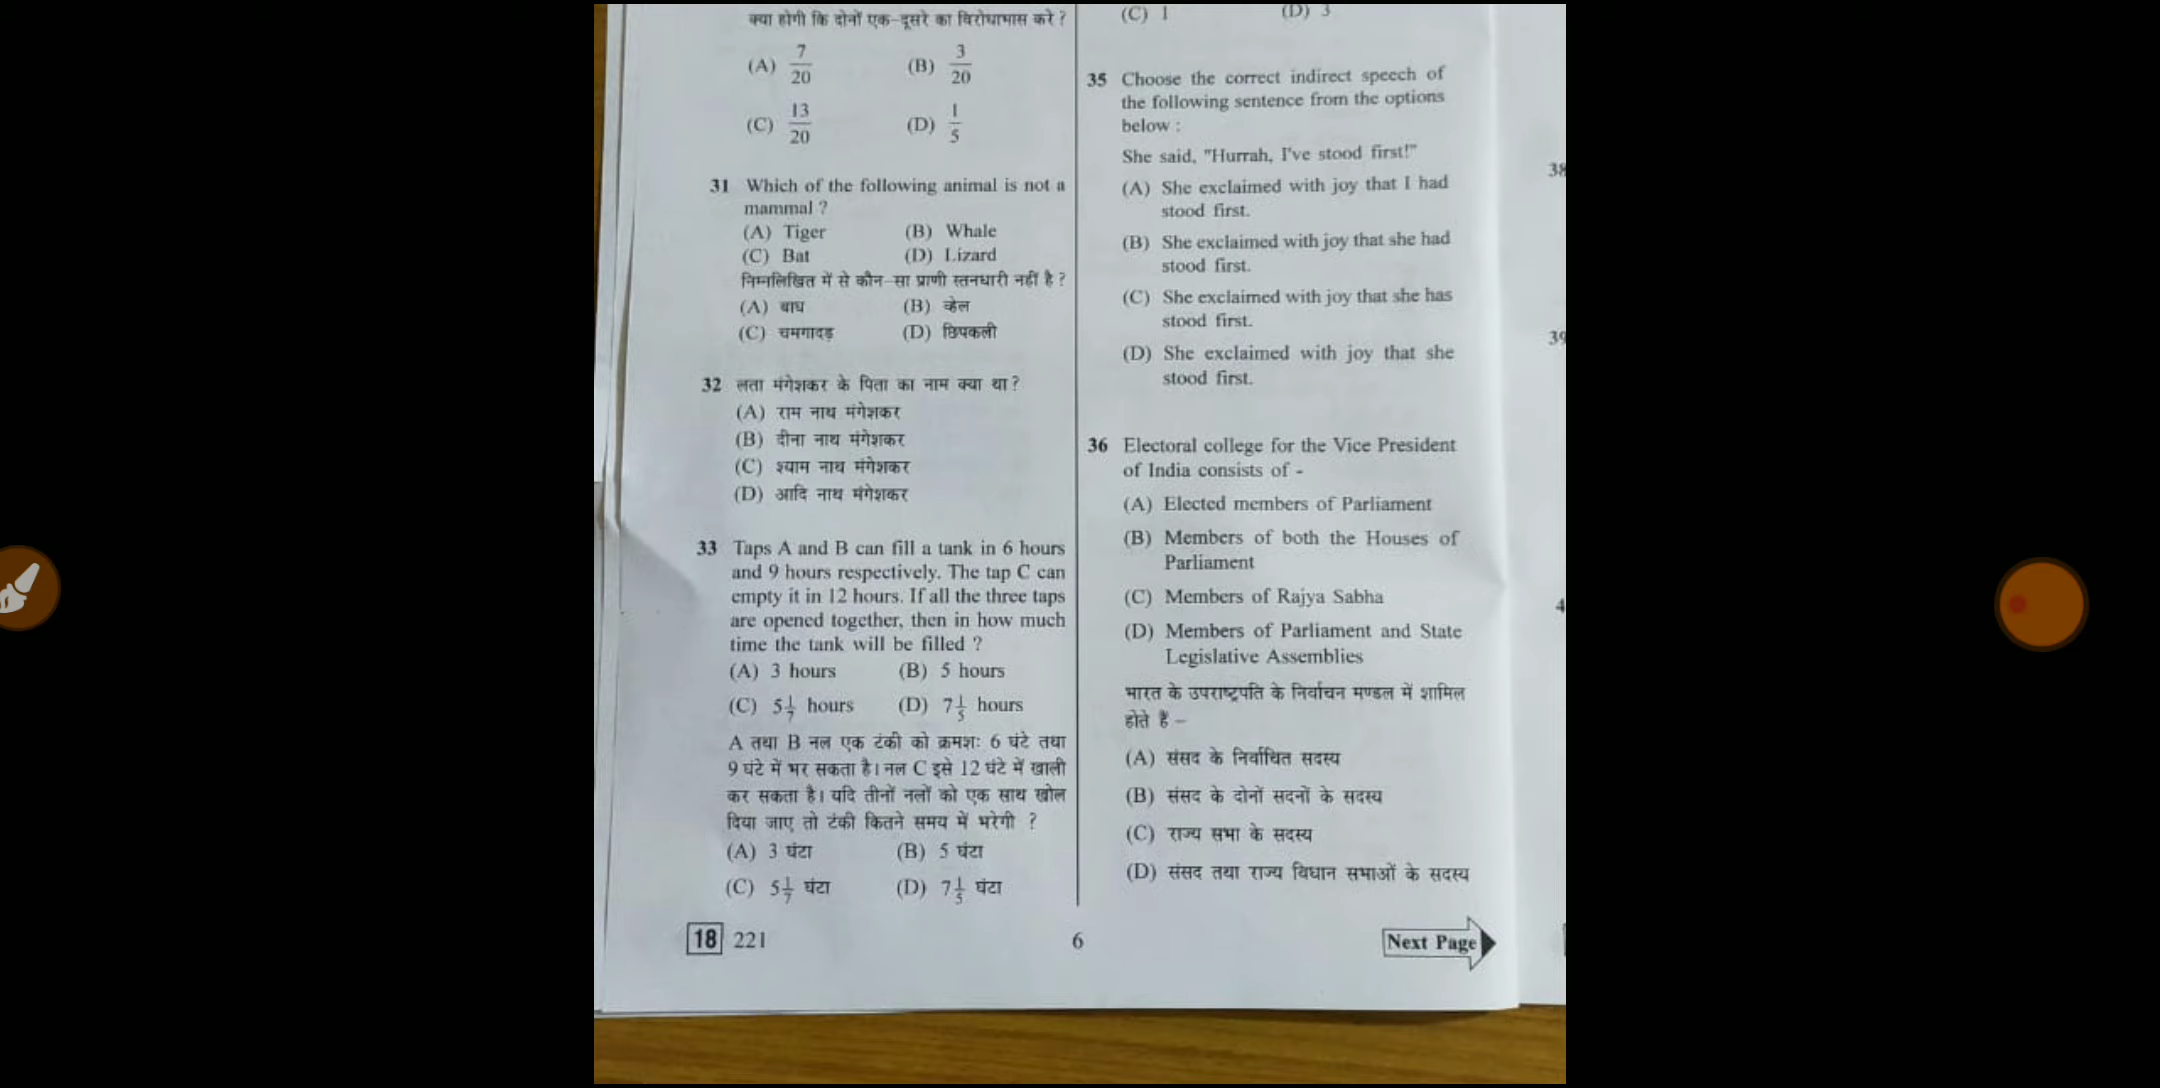 क्या होगी कि दोनों एक-दूसरे का विरोधाभास करे ?
(A) 7/20 (B) 3/20
(C) 13/20 (D) 1/5
31 Which of the following animal is not a
mammal ?
(A) Tiger (B) Whale
(C) Bat (D) Lizard
निम्नलिखित में से कौन-सा प्राणी स्तनधारी नहीं है ?
(A) बाघ (B) व्हेल
(C) चमगादड़ (D) छिपकली
32 लता मंगेशकर के पिता का नाम क्या था ?
(A) राम नाथ मंगेशकर
(B) दीना नाथ मंगेशकर
(C) श्याम नाथ मंगेशकर
(D) आदि नाथ मंगेशकर
33 Taps A and B can fill a tank in 6 hours
and 9 hours respectively. The tap C can
empty it in 12 hours. If all the three taps
are opened together, then in how much
time the tank will be filled ?
(A) 3 hours (B) 5 hours
(C) 5 1/7 hours (D) 7 1/5 hours
A तथा B नल एक टंकी को क्रमशः 6 घंटे तथा
9 घंटे में भर सकता है। नल C इसे 12 घंटे में खाली
कर सकता है। यदि तीनों नलों को एक साथ खोल
दिया जाए तो टंकी कितने समय में भरेगी ?
(A) 3 घंटा (B) 5 घंटा
(C) 5 1/7 घंटा (D) 7 1/5 घंटा
(C) 1 (D) 3
35 Choose the correct indirect speech of
the following sentence from the options
below :
She said, "Hurrah, I've stood first!"
(A) She exclaimed with joy that I had
stood first.
(B) She exclaimed with joy that she had
stood first.
(C) She exclaimed with joy that she has
stood first.
(D) She exclaimed with joy that she
stood first.
36 Electoral college for the Vice President
of India consists of -
(A) Elected members of Parliament
(B) Members of both the Houses of
Parliament
(C) Members of Rajya Sabha
(D) Members of Parliament and State
Legislative Assemblies
भारत के उपराष्ट्रपति के निर्वाचन मण्डल में शामिल
होते हैं -
(A) संसद के निर्वाचित सदस्य
(B) संसद के दोनों सदनों के सदस्य
(C) राज्य सभा के सदस्य
(D) संसद तथा राज्य विधान सभाओं के सदस्य
38
39
4
18 221 6 Next Page